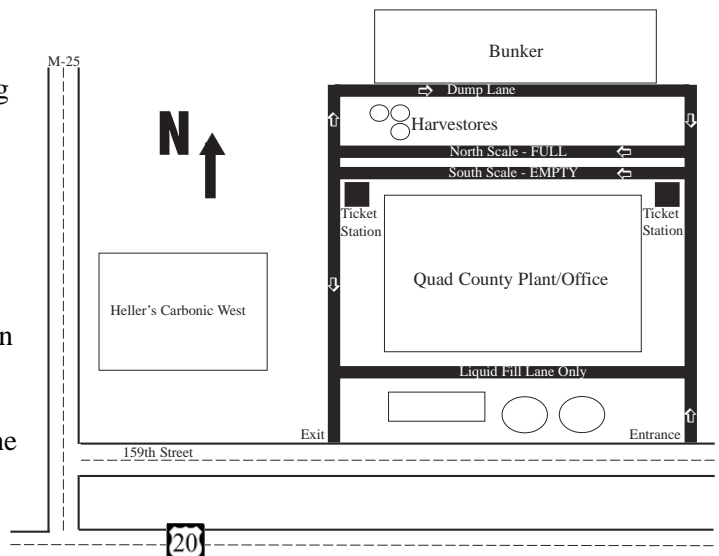 Bunker
M-25
g
Dump Lane
N
Harvestores
North Scale - FULL
South Scale - EMPTY
Ticket
Station
Ticket
Station
Quad County Plant/Office
Heller's Carbonic West
n
Liquid Fill Lane Only
ne
Exit
Entrance
159th Street
20